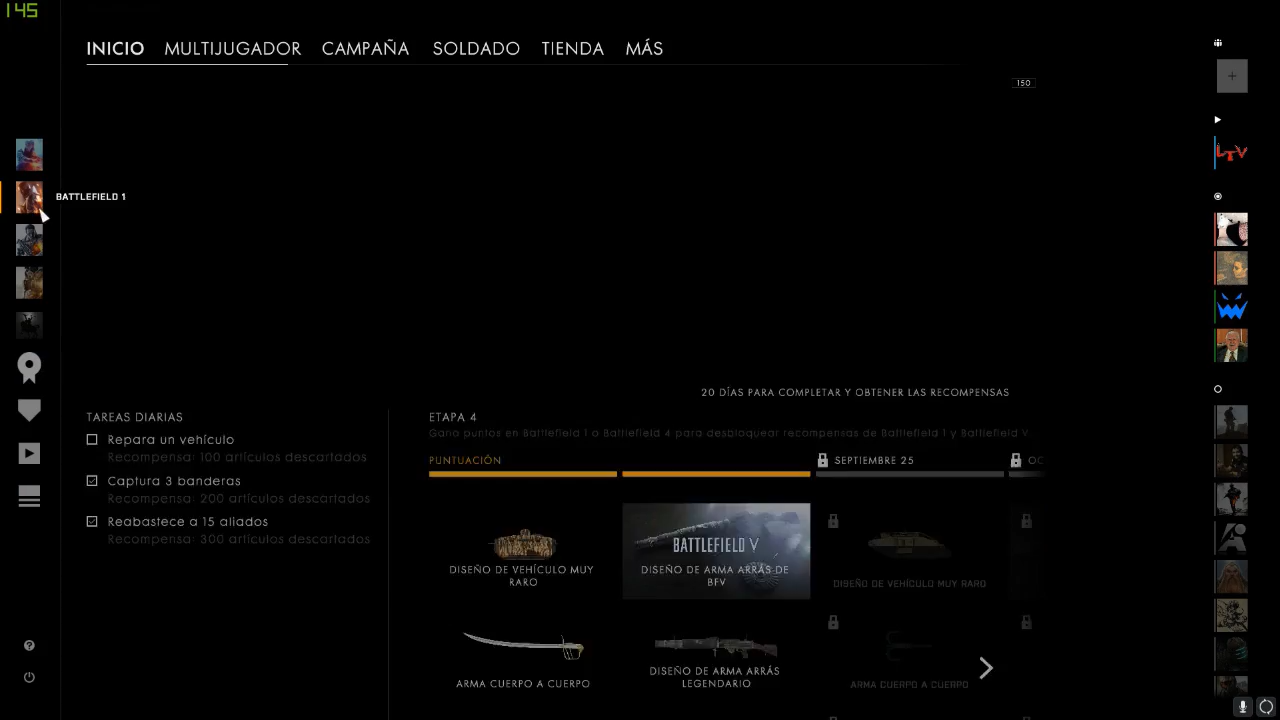 145
INICIO MULTIJUGADOR CAMPAÑA SOLDADO TIENDA MÁS
150
LTV
BATTLEFIELD 1
20 DÍAS PARA COMPLETAR Y OBTENER LAS RECOMPENSAS
TAREAS DIARIAS
Repara un vehículo
Recompensa: 100 artículos descartados
Captura 3 banderas
Recompensa: 200 artículos descartados
Reabastece a 15 aliados
Recompensa: 300 artículos descartados
ETAPA 4
Gana puntos en Battlefield 1 o Battlefield 4 para desbloquear recompensas de Battlefield 1 y Battlefield V.
PUNTUACIÓN
SEPTIEMBRE 25
OC
DISEÑO DE VEHÍCULO MUY
RARO
BATTLEFIELD V
DISEÑO DE ARMA ARRÁS DE
BFV
DISEÑO DE VEHÍCULO MUY RARO
ARMA CUERPO A CUERPO
DISEÑO DE ARMA ARRÁS
LEGENDARIO
ARMA CUERPO A CUERPO